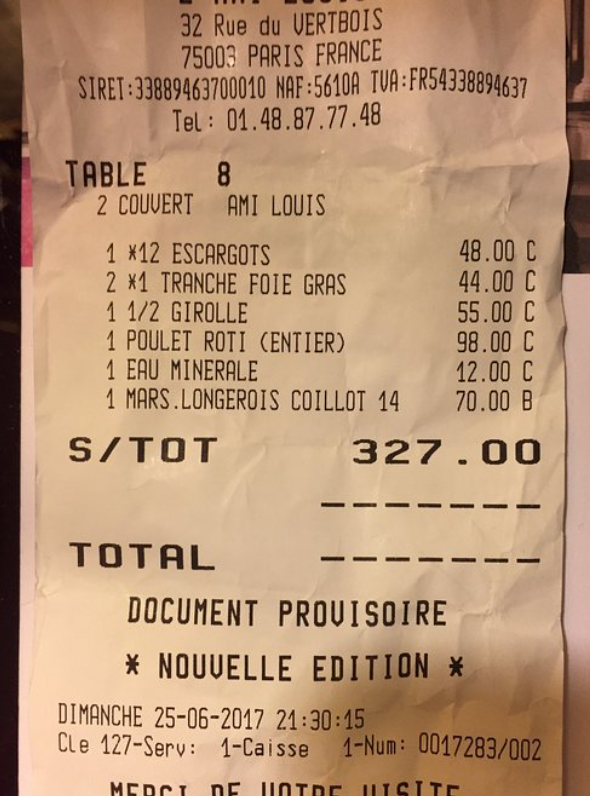 32 Rue du VERTBOIS
75003 PARIS FRANCE
SIRET:33889463700010 NAF:5610A TVA:FR54338894637
Tel: 01.48.87.77.48
TABLE 8
2 COUVERT AMI LOUIS
1 *12 ESCARGOTS 48.00 C
2 *1 TRANCHE FOIE GRAS 44.00 C
1 1/2 GIROLLE 55.00 C
1 POULET ROTI (ENTIER) 98.00 C
1 EAU MINERALE 12.00 C
1 MARS.LONGEROIS COILLOT 14 70.00 B
S/TOT 327.00
-------
TOTAL -------
DOCUMENT PROVISOIRE
* NOUVELLE EDITION *
DIMANCHE 25-06-2017 21:30:15
Cle 127-Serv: 1-Caisse 1-Num: 0017283/002
MERCI DE VOTRE VISITE